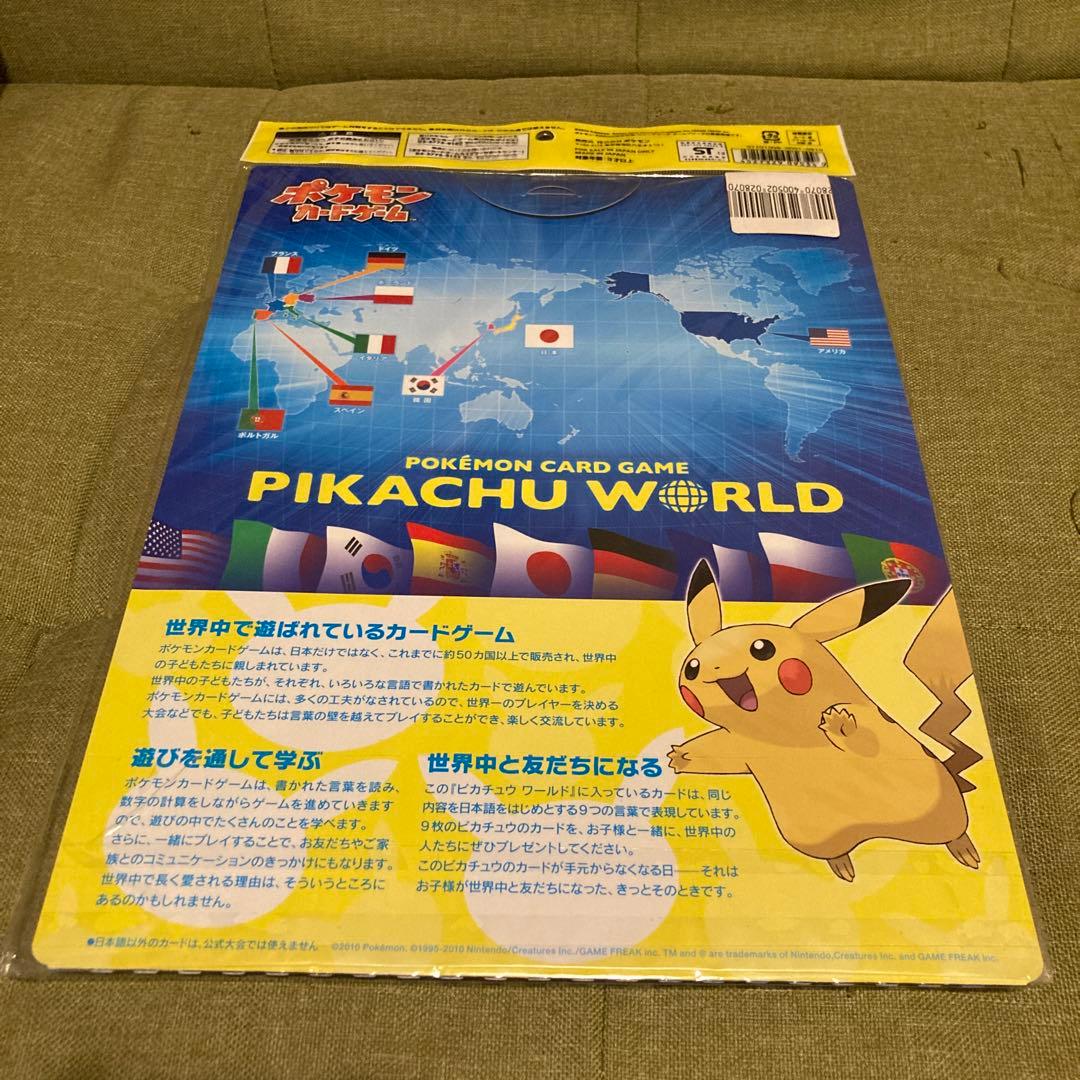 FOR SALE IN JAPAN ONLY
MADE IN JAPAN
ST
28070 400502 028070
ポケモン
カードゲーム
フランス
ドイツ
イタリア
スペイン
ポルトガル
韓国
日本
アメリカ
POKÉMON CARD GAME
PIKACHU WORLD
世界中で遊ばれているカードゲーム
ポケモンカードゲームは、日本だけではなく、これまでに約50カ国以上で販売され、世界中
の子どもたちに親しまれています。
世界中の子どもたちが、それぞれ、いろいろな言語で書かれたカードで遊んでいます。
ポケモンカードゲームには、多くの工夫がなされているので、世界一のプレイヤーを決める
大会などでも、子どもたちは言葉の壁を越えてプレイすることができ、楽しく交流しています。
遊びを通して学ぶ
ポケモンカードゲームは、書かれた言葉を読み、
数字の計算をしながらゲームを進めていきます
ので、遊びの中でたくさんのことを学べます。
さらに、一緒にプレイすることで、お友だちやご家
族とのコミュニケーションのきっかけにもなります。
世界中で長く愛される理由は、そういうところに
あるのかもしれません。
世界中と友だちになる
この『ピカチュウ ワールド』に入っているカードは、同じ
内容を日本語をはじめとする9つの言葉で表現しています。
9枚のピカチュウのカードを、お子様と一緒に、世界中の
人たちにぜひプレゼントしてください。
このピカチュウのカードが手元からなくなる日――それは
お子様が世界中と友だちになった、きっとそのときです。
●日本語以外のカードは、公式大会では使えません
©2010 Pokémon. ©1995-2010 Nintendo/Creatures Inc./GAME FREAK inc. TM and ® are trademarks of Nintendo,Creatures Inc. and GAME FREAK inc.